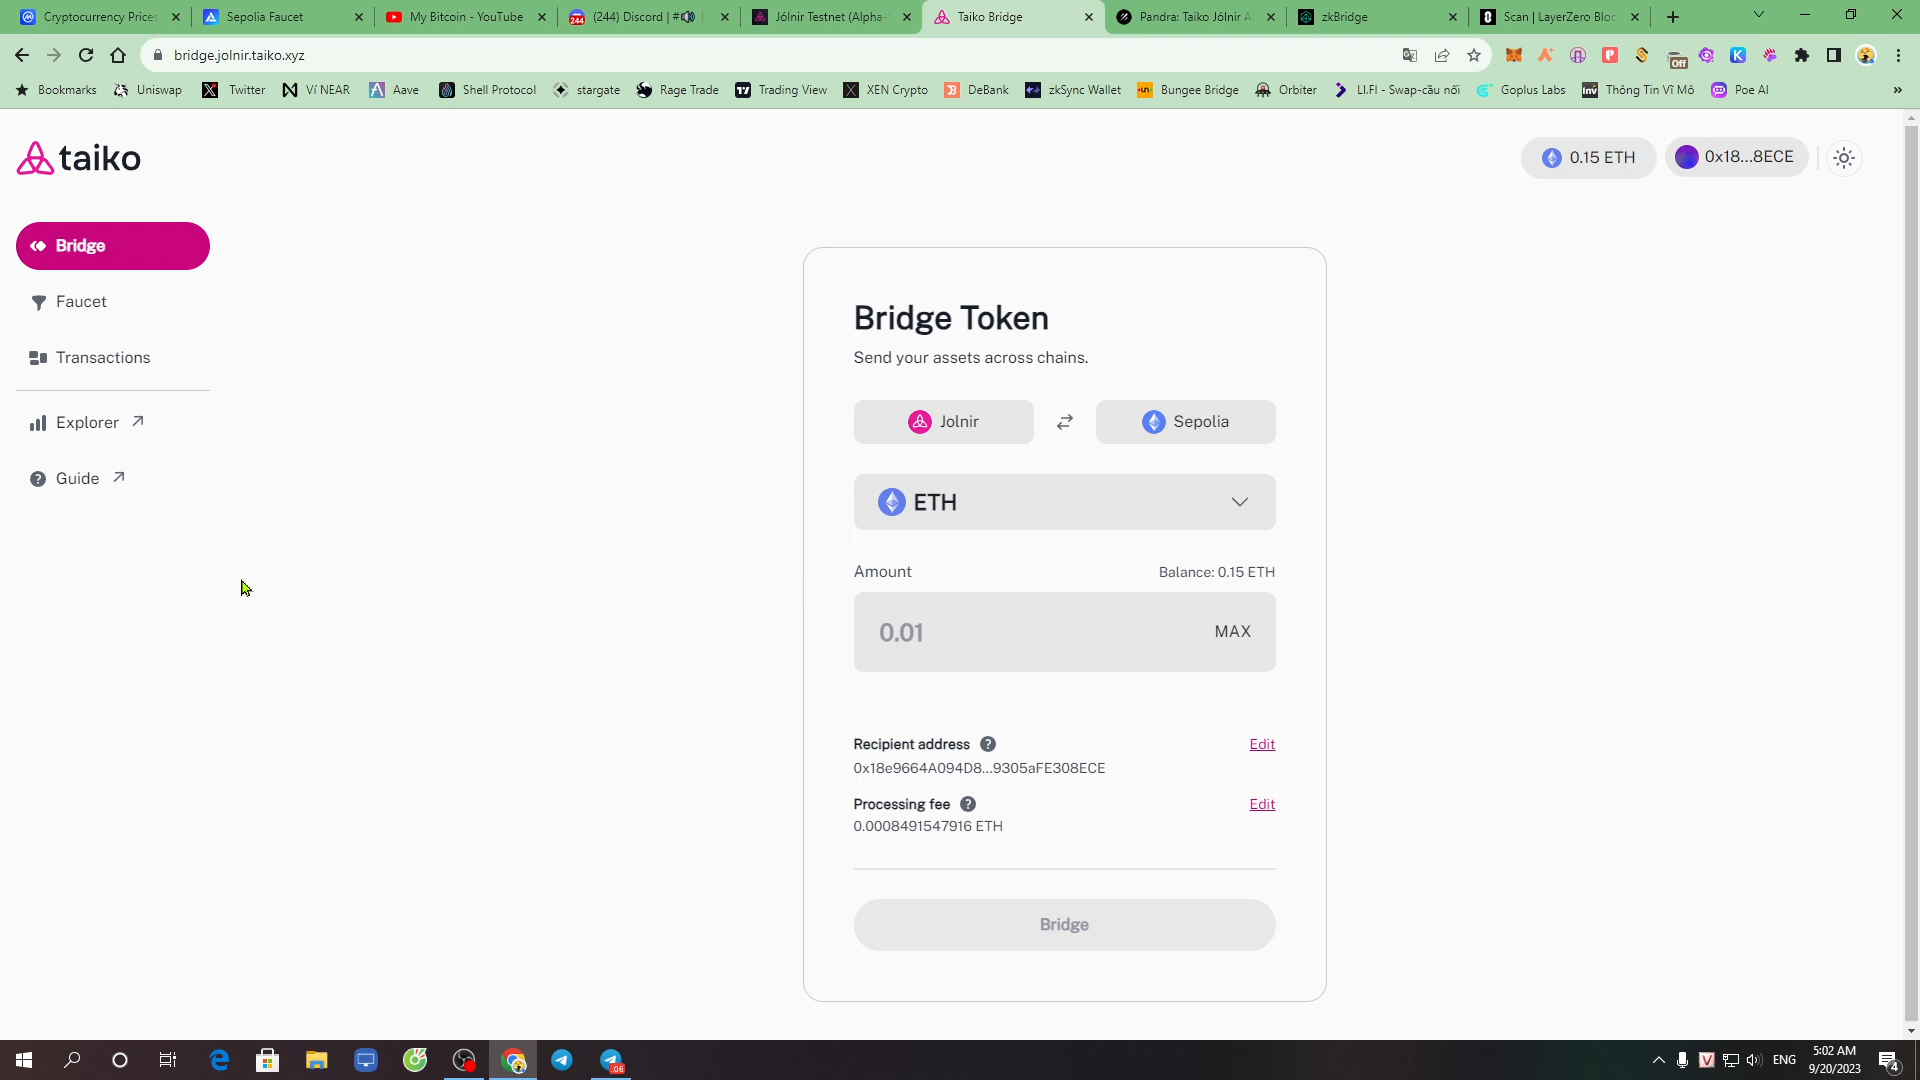 Cryptocurrency Prices
Sepolia Faucet
My Bitcoin - YouTube
(244) Discord | #
Jólnir Testnet (Alpha-
Taiko Bridge
Pandra: Taiko Jólnir A
zkBridge
Scan | LayerZero Bloc
bridge.jolnir.taiko.xyz
Off
Bookmarks
Uniswap
Twitter
Ví NEAR
Aave
Shell Protocol
stargate
Rage Trade
Trading View
XEN Crypto
DeBank
zkSync Wallet
Bungee Bridge
Orbiter
LI.FI - Swap-cầu nối
Goplus Labs
Thông Tin Vĩ Mô
Poe AI
taiko
0.15 ETH
0x18...8ECE
Bridge
Faucet
Transactions
Explorer
Guide
Bridge Token
Send your assets across chains.
Jolnir
Sepolia
ETH
Amount
Balance: 0.15 ETH
0.01
MAX
Recipient address
Edit
0x18e9664A094D8...9305aFE308ECE
Processing fee
Edit
0.0008491547916 ETH
Bridge
ENG
5:02 AM
9/20/2023
4